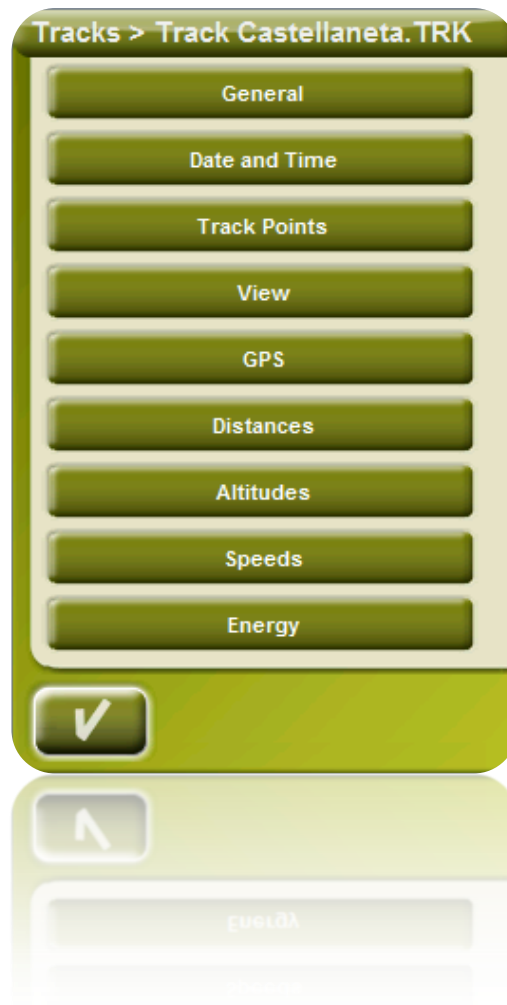 Tracks > Track Castellaneta.TRK
General
Date and Time
Track Points
View
GPS
Distances
Altitudes
Speeds
Energy